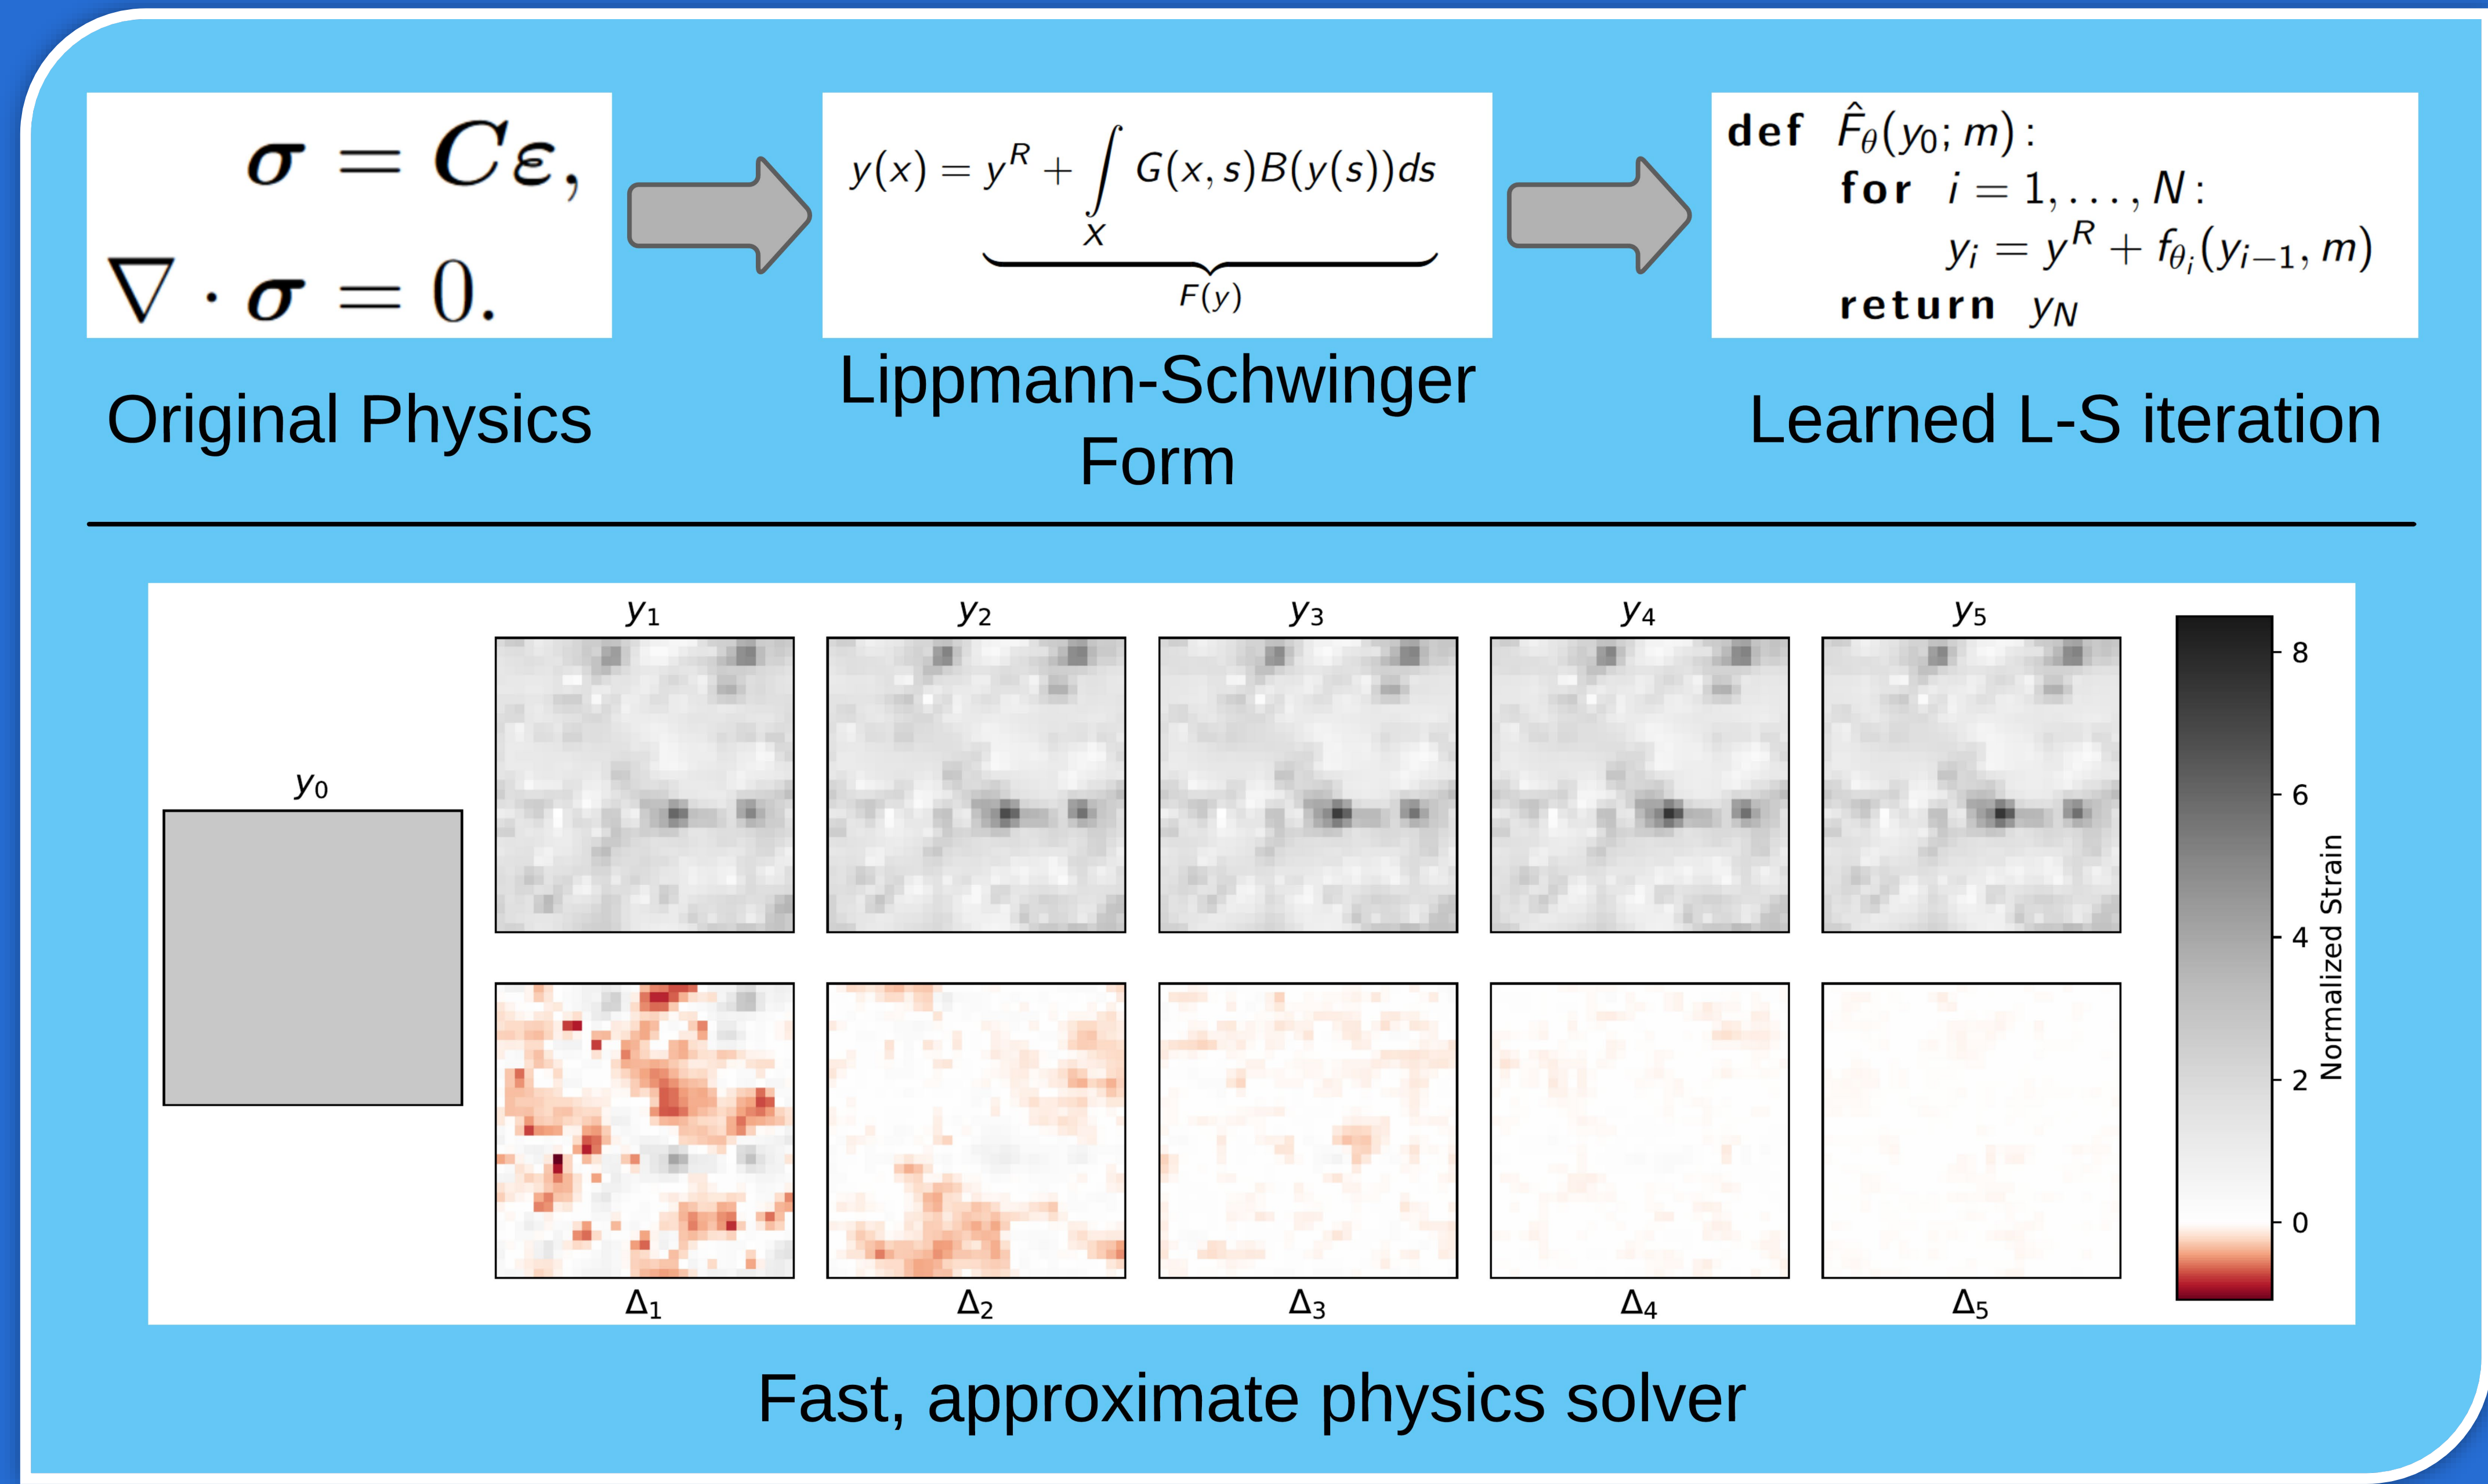 σ = Cε,
∇ · σ = 0.
Original Physics
y(x) = y^R + ∫_X G(x, s)B(y(s))ds
F(y)
Lippmann-Schwinger
Form
def F̂_θ(y_0; m):
for i = 1, . . . , N:
y_i = y^R + f_{θ_i}(y_{i−1}, m)
return y_N
Learned L-S iteration
y_0
y_1 y_2 y_3 y_4 y_5
Δ_1 Δ_2 Δ_3 Δ_4 Δ_5
8
6
4
2
0
Normalized Strain
Fast, approximate physics solver